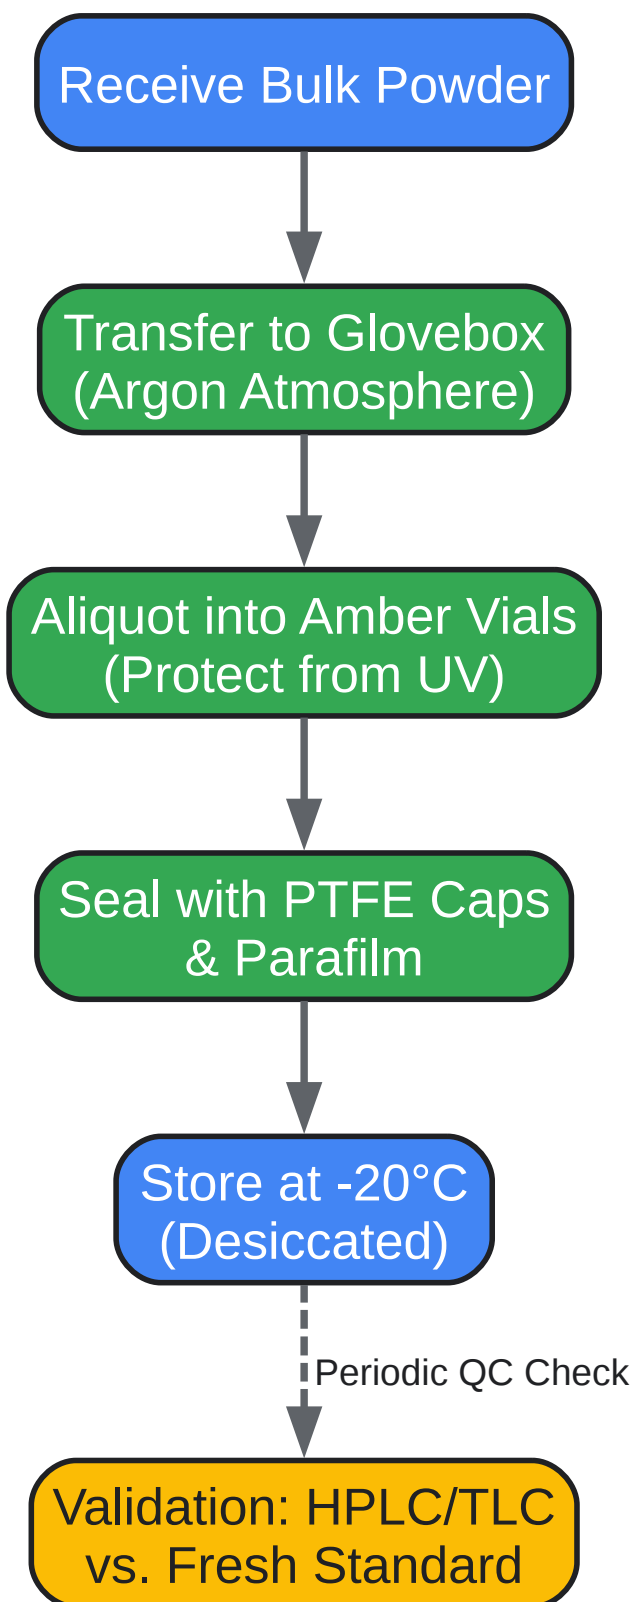 Receive Bulk Powder
Transfer to Glovebox
(Argon Atmosphere)
Aliquot into Amber Vials
(Protect from UV)
Seal with PTFE Caps
& Parafilm
Store at -20°C
(Desiccated)
Periodic QC Check
Validation: HPLC/TLC
vs. Fresh Standard